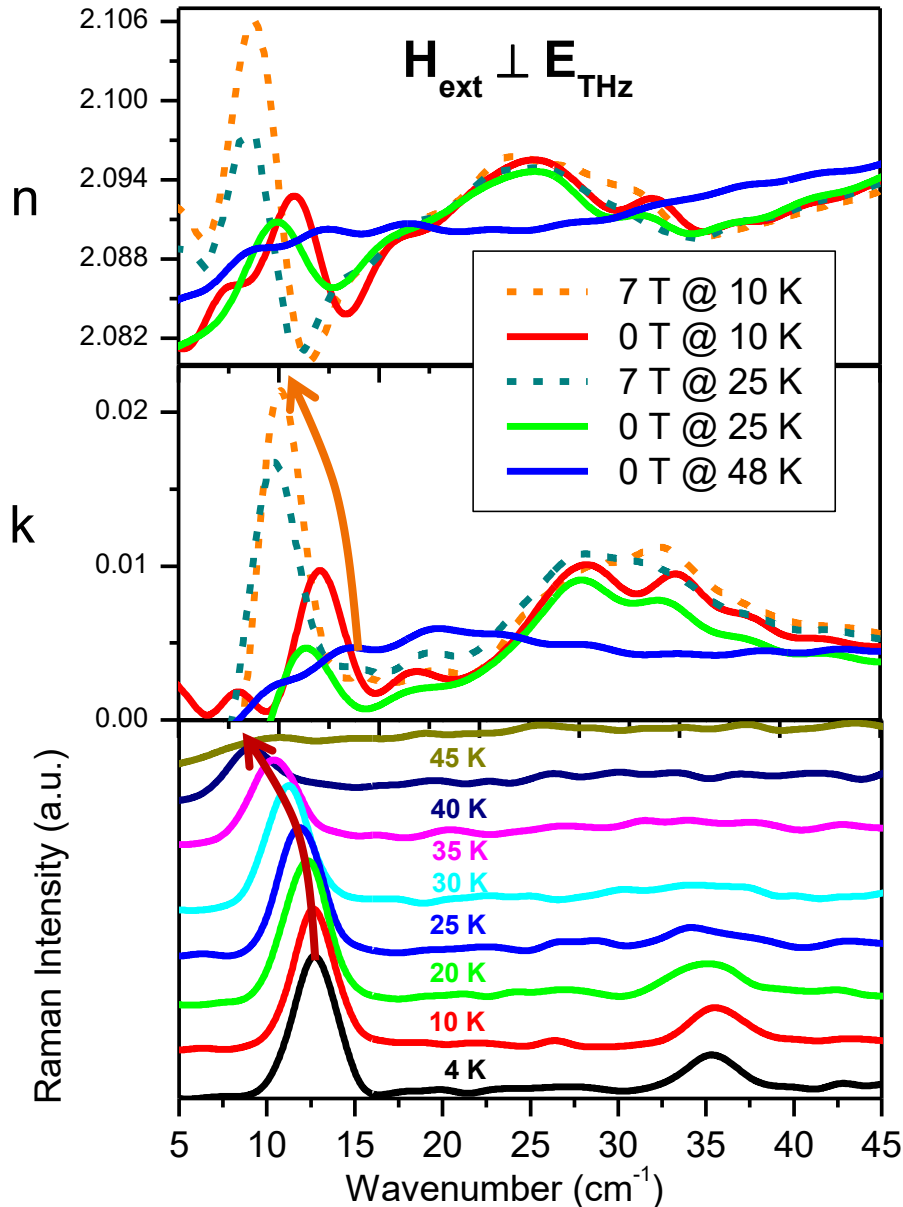 2.106
2.100
2.094
2.088
2.082
n
H_ext ⊥ E_THz
7 T @ 10 K
0 T @ 10 K
7 T @ 25 K
0 T @ 25 K
0 T @ 48 K
0.02
0.01
0.00
k
45 K
40 K
35 K
30 K
25 K
20 K
10 K
4 K
Raman Intensity (a.u.)
5 10 15 20 25 30 35 40 45
Wavenumber (cm⁻¹)